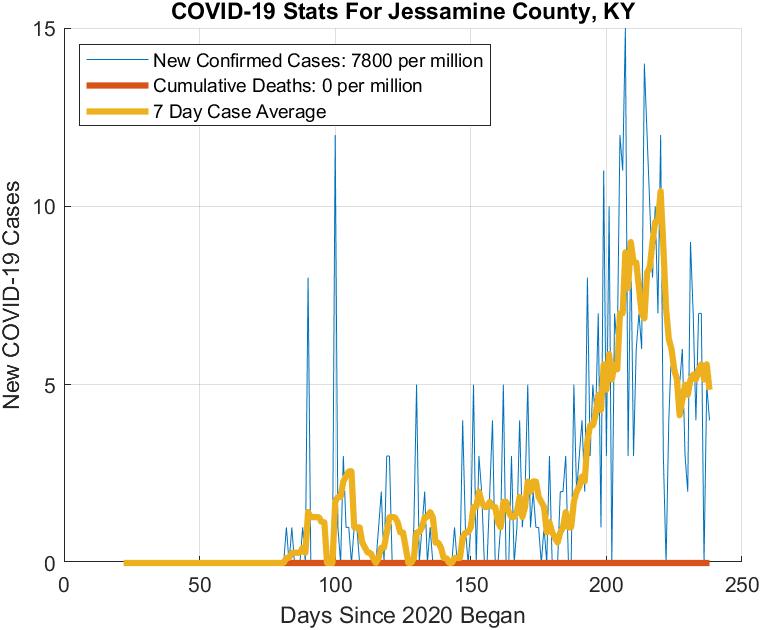 COVID-19 Stats For Jessamine County, KY
New Confirmed Cases: 7800 per million
Cumulative Deaths: 0 per million
7 Day Case Average
New COVID-19 Cases
15
10
5
0
0 50 100 150 200 250
Days Since 2020 Began